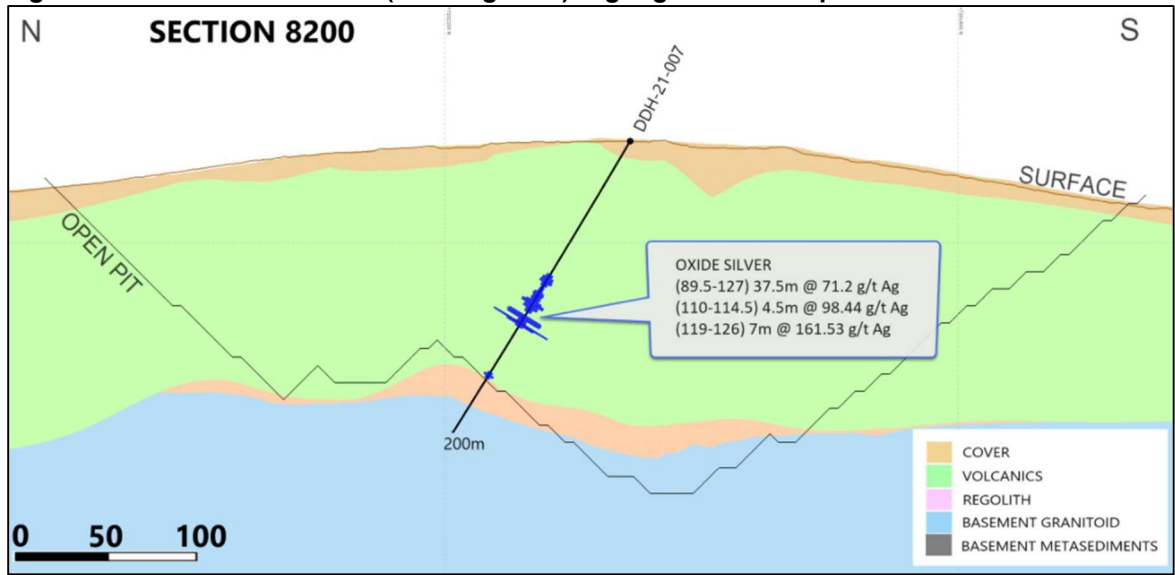 N
SECTION 8200
S
DDH-21-007
SURFACE
OPEN PIT
OXIDE SILVER
(89.5-127) 37.5m @ 71.2 g/t Ag
(110-114.5) 4.5m @ 98.44 g/t Ag
(119-126) 7m @ 161.53 g/t Ag
200m
COVER
VOLCANICS
REGOLITH
BASEMENT GRANITOID
BASEMENT METASEDIMENTS
0 50 100